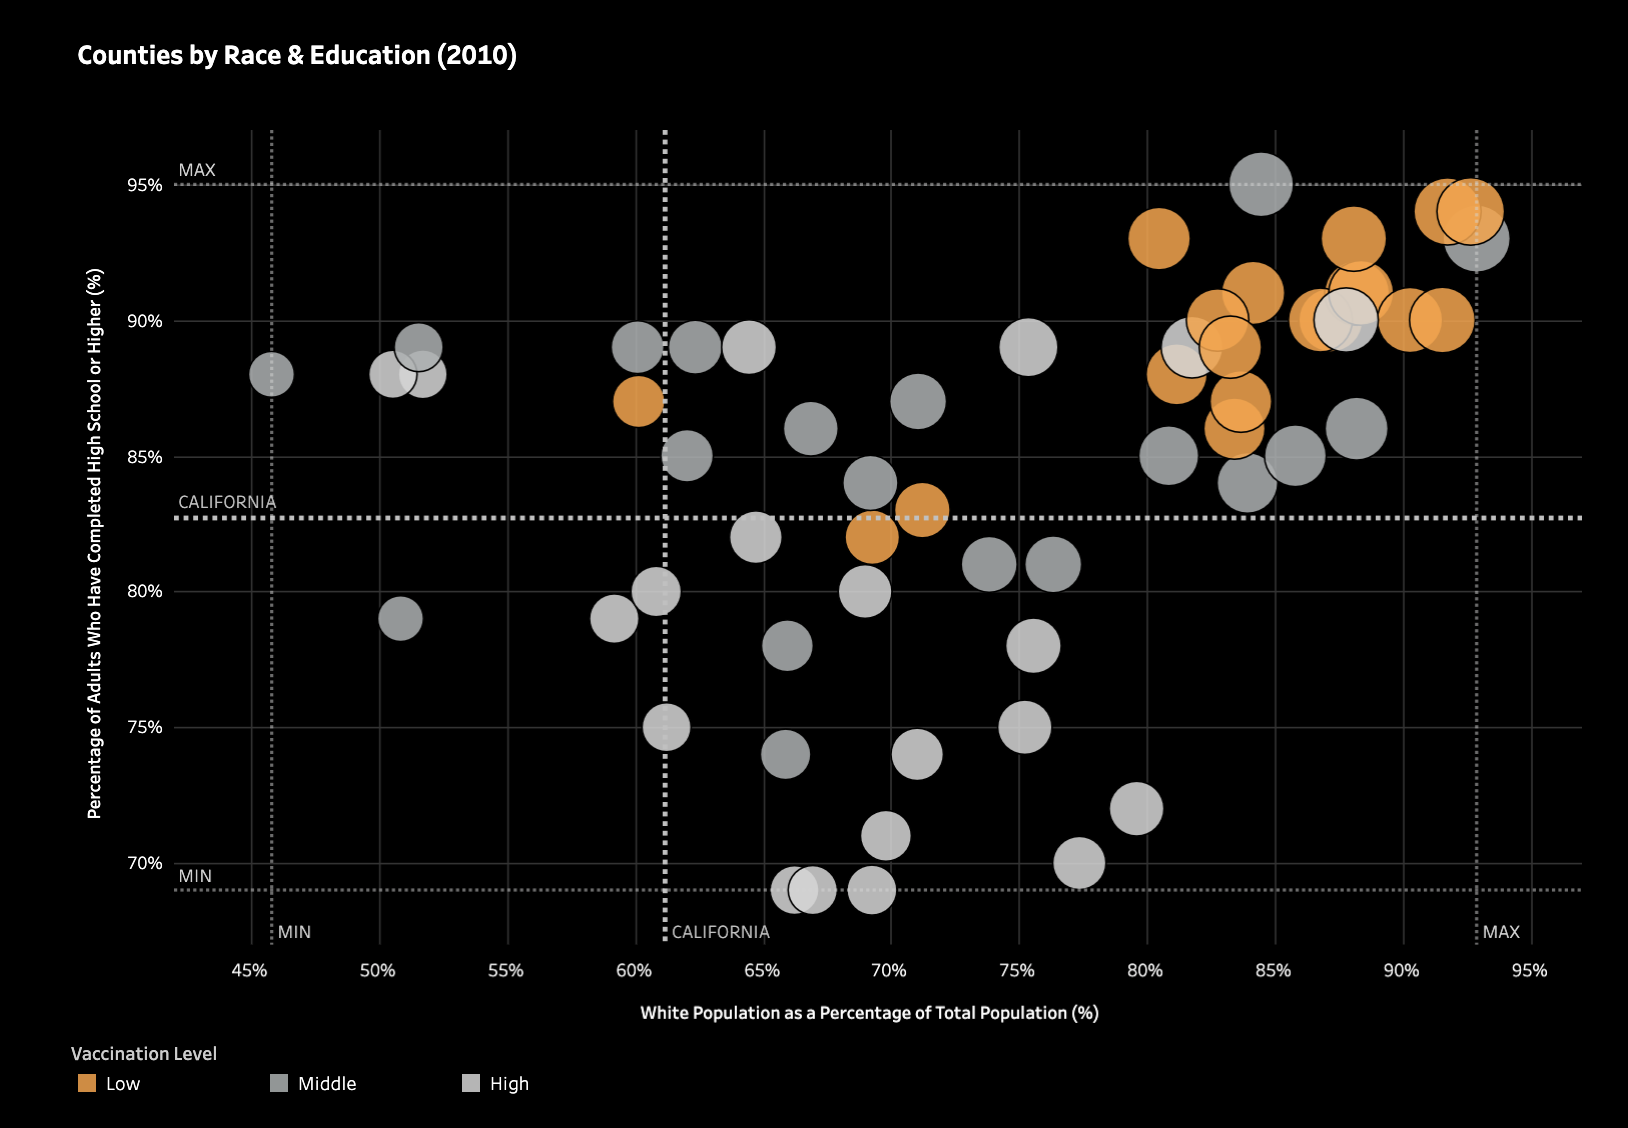 Counties by Race & Education (2010)
Percentage of Adults Who Have Completed High School or Higher (%)
MAX
95%
90%
85%
CALIFORNIA
80%
75%
70%
MIN
MIN
CALIFORNIA
MAX
45%
50%
55%
60%
65%
70%
75%
80%
85%
90%
95%
White Population as a Percentage of Total Population (%)
Vaccination Level
Low
Middle
High